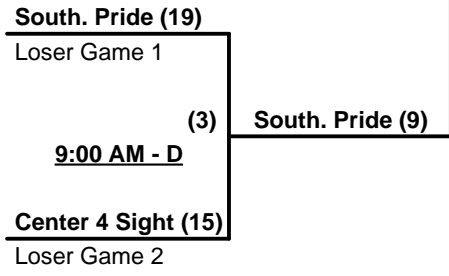 South. Pride (19)
Loser Game 1
(3)
South. Pride (9)
9:00 AM - D
Center 4 Sight (15)
Loser Game 2